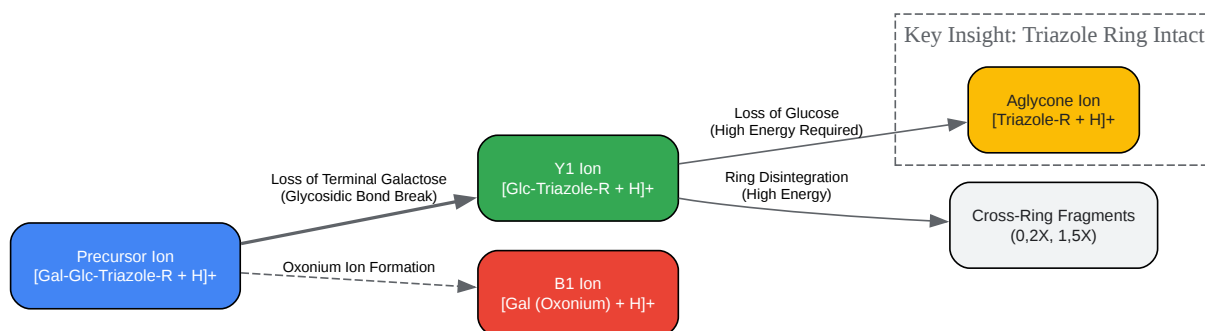 Key Insight: Triazole Ring Intact
Aglycone Ion
[Triazole-R + H]+
Loss of Glucose
(High Energy Required)
Y1 Ion
[Glc-Triazole-R + H]+
Loss of Terminal Galactose
(Glycosidic Bond Break)
Ring Disintegration
(High Energy)
Cross-Ring Fragments
(0,2X, 1,5X)
Precursor Ion
[Gal-Glc-Triazole-R + H]+
Oxonium Ion Formation
B1 Ion
[Gal (Oxonium) + H]+